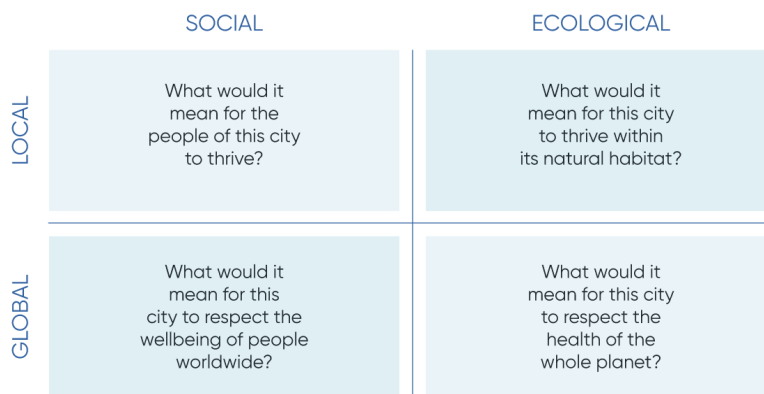 SOCIAL
ECOLOGICAL
LOCAL
What would it
mean for the
people of this city
to thrive?
What would it
mean for this city
to thrive within
its natural habitat?
GLOBAL
What would it
mean for this
city to respect the
wellbeing of people
worldwide?
What would it
mean for this city
to respect the
health of the
whole planet?